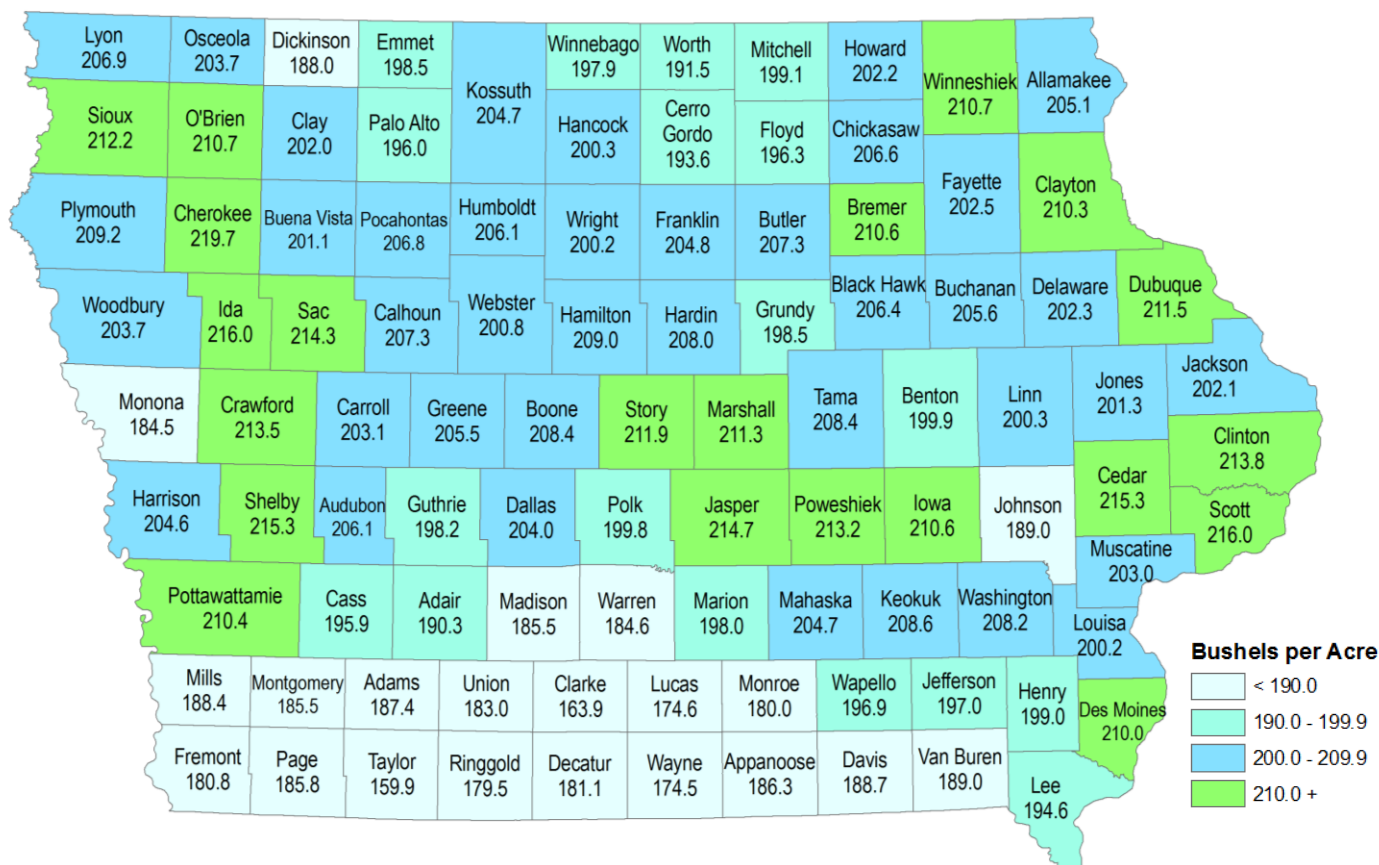 Lyon
206.9
Osceola
203.7
Dickinson
188.0
Emmet
198.5
Kossuth
204.7
Winnebago
197.9
Worth
191.5
Mitchell
199.1
Howard
202.2
Winneshiek
210.7
Allamakee
205.1
Sioux
212.2
O'Brien
210.7
Clay
202.0
Palo Alto
196.0
Hancock
200.3
Cerro
Gordo
193.6
Floyd
196.3
Chickasaw
206.6
Fayette
202.5
Clayton
210.3
Plymouth
209.2
Cherokee
219.7
Buena Vista
201.1
Pocahontas
206.8
Humboldt
206.1
Wright
200.2
Franklin
204.8
Butler
207.3
Bremer
210.6
Woodbury
203.7
Ida
216.0
Sac
214.3
Calhoun
207.3
Webster
200.8
Hamilton
209.0
Hardin
208.0
Grundy
198.5
Black Hawk
206.4
Buchanan
205.6
Delaware
202.3
Dubuque
211.5
Monona
184.5
Crawford
213.5
Carroll
203.1
Greene
205.5
Boone
208.4
Story
211.9
Marshall
211.3
Tama
208.4
Benton
199.9
Linn
200.3
Jones
201.3
Jackson
202.1
Clinton
213.8
Cedar
215.3
Scott
216.0
Harrison
204.6
Shelby
215.3
Audubon
206.1
Guthrie
198.2
Dallas
204.0
Polk
199.8
Jasper
214.7
Poweshiek
213.2
Iowa
210.6
Johnson
189.0
Muscatine
203.0
Pottawattamie
210.4
Cass
195.9
Adair
190.3
Madison
185.5
Warren
184.6
Marion
198.0
Mahaska
204.7
Keokuk
208.6
Washington
208.2
Louisa
200.2
Mills
188.4
Montgomery
185.5
Adams
187.4
Union
183.0
Clarke
163.9
Lucas
174.6
Monroe
180.0
Wapello
196.9
Jefferson
197.0
Henry
199.0
Des Moines
210.0
Fremont
180.8
Page
185.8
Taylor
159.9
Ringgold
179.5
Decatur
181.1
Wayne
174.5
Appanoose
186.3
Davis
188.7
Van Buren
189.0
Lee
194.6
Bushels per Acre
< 190.0
190.0 - 199.9
200.0 - 209.9
210.0 +